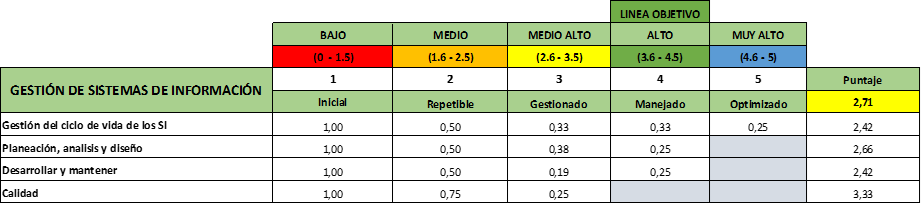 LINEA OBJETIVO
BAJO MEDIO MEDIO ALTO ALTO MUY ALTO
(0 - 1.5) (1.6 - 2.5) (2.6 - 3.5) (3.6 - 4.5) (4.6 - 5)
GESTIÓN DE SISTEMAS DE INFORMACIÓN 1 2 3 4 5 Puntaje
Inicial Repetible Gestionado Manejado Optimizado 2,71
Gestión del ciclo de vida de los SI 1,00 0,50 0,33 0,33 0,25 2,42
Planeación, analisis y diseño 1,00 0,50 0,38 0,25 2,66
Desarrollar y mantener 1,00 0,50 0,19 0,25 2,42
Calidad 1,00 0,75 0,25 3,33